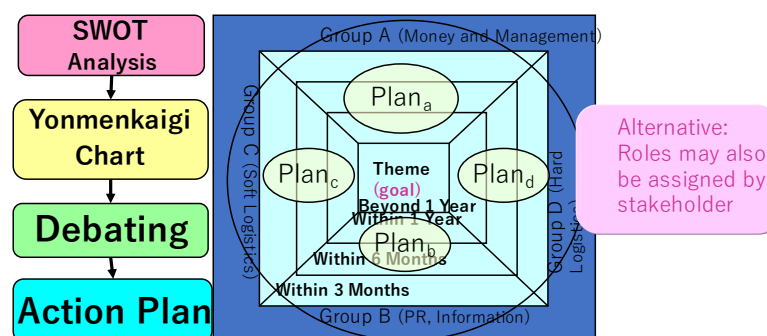 SWOT
Analysis
Yonmenkaigi
Chart
Debating
Action Plan
Group A (Money and Management)
Group C (Soft Logistics)
Plana
Planc
Theme
(goal)
Pland
Beyond 1 Year
Within 1 Year
Planb
Within 6 Months
Within 3 Months
Group B (PR, Information)
Group D (Hard
Logistics)
Alternative:
Roles may also
be assigned by
stakeholder